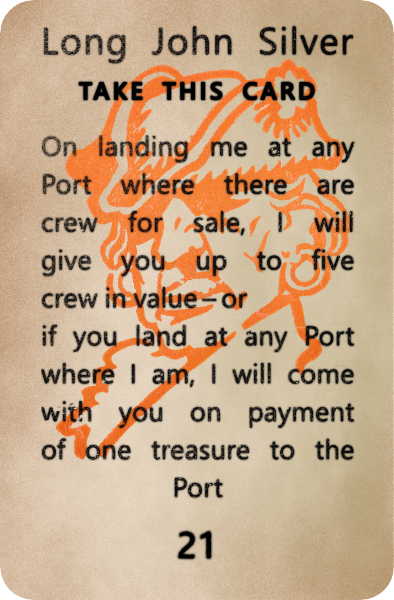 Long John Silver
TAKE THIS CARD
On landing me at any
Port where there are
crew for sale, I will
give you up to five
crew in value – or
if you land at any Port
where I am, I will come
with you on payment
of one treasure to the
Port
21